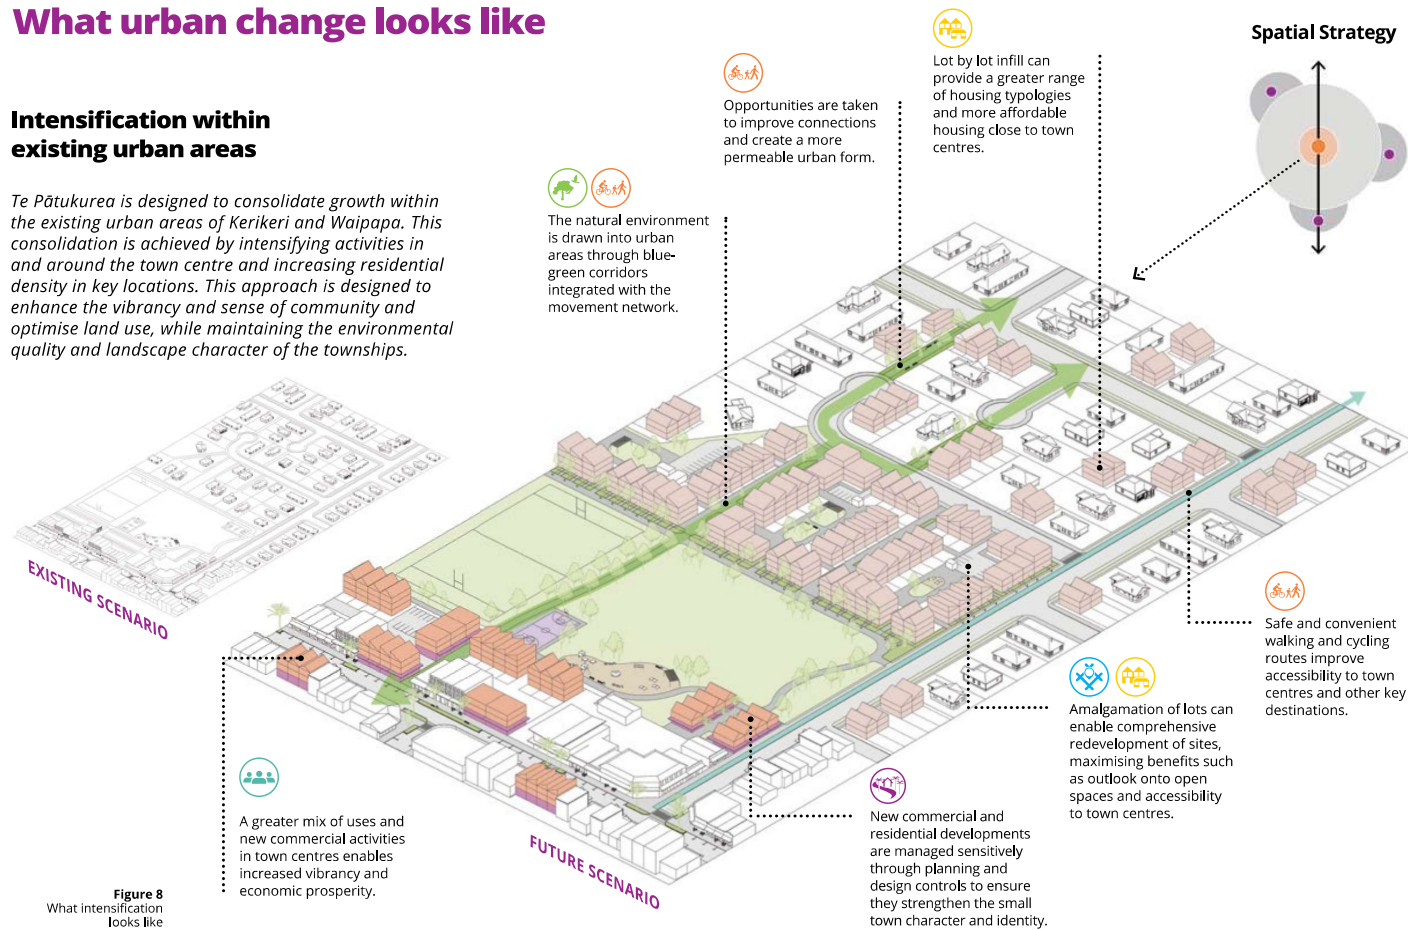 What urban change looks like
Intensification within
existing urban areas
Te Pātukurea is designed to consolidate growth within
the existing urban areas of Kerikeri and Waipapa. This
consolidation is achieved by intensifying activities in
and around the town centre and increasing residential
density in key locations. This approach is designed to
enhance the vibrancy and sense of community and
optimise land use, while maintaining the environmental
quality and landscape character of the townships.
EXISTING SCENARIO
The natural environment
is drawn into urban
areas through blue-
green corridors
integrated with the
movement network.
Opportunities are taken
to improve connections
and create a more
permeable urban form.
Lot by lot infill can
provide a greater range
of housing typologies
and more affordable
housing close to town
centres.
Spatial Strategy
Safe and convenient
walking and cycling
routes improve
accessibility to town
centres and other key
destinations.
Amalgamation of lots can
enable comprehensive
redevelopment of sites,
maximising benefits such
as outlook onto open
spaces and accessibility
to town centres.
New commercial and
residential developments
are managed sensitively
through planning and
design controls to ensure
they strengthen the small
town character and identity.
A greater mix of uses and
new commercial activities
in town centres enables
increased vibrancy and
economic prosperity.
FUTURE SCENARIO
Figure 8
What intensification
looks like